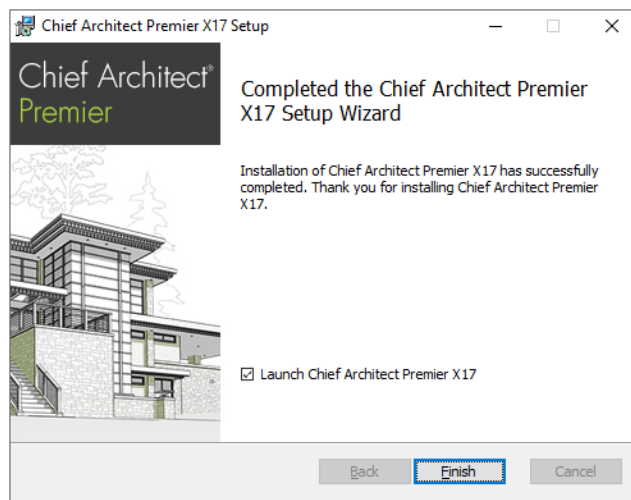 Chief Architect Premier X17 Setup
Chief Architect®
Premier
Completed the Chief Architect Premier
X17 Setup Wizard
Installation of Chief Architect Premier X17 has successfully
completed. Thank you for installing Chief Architect Premier
X17.
Launch Chief Architect Premier X17
Back
Finish
Cancel